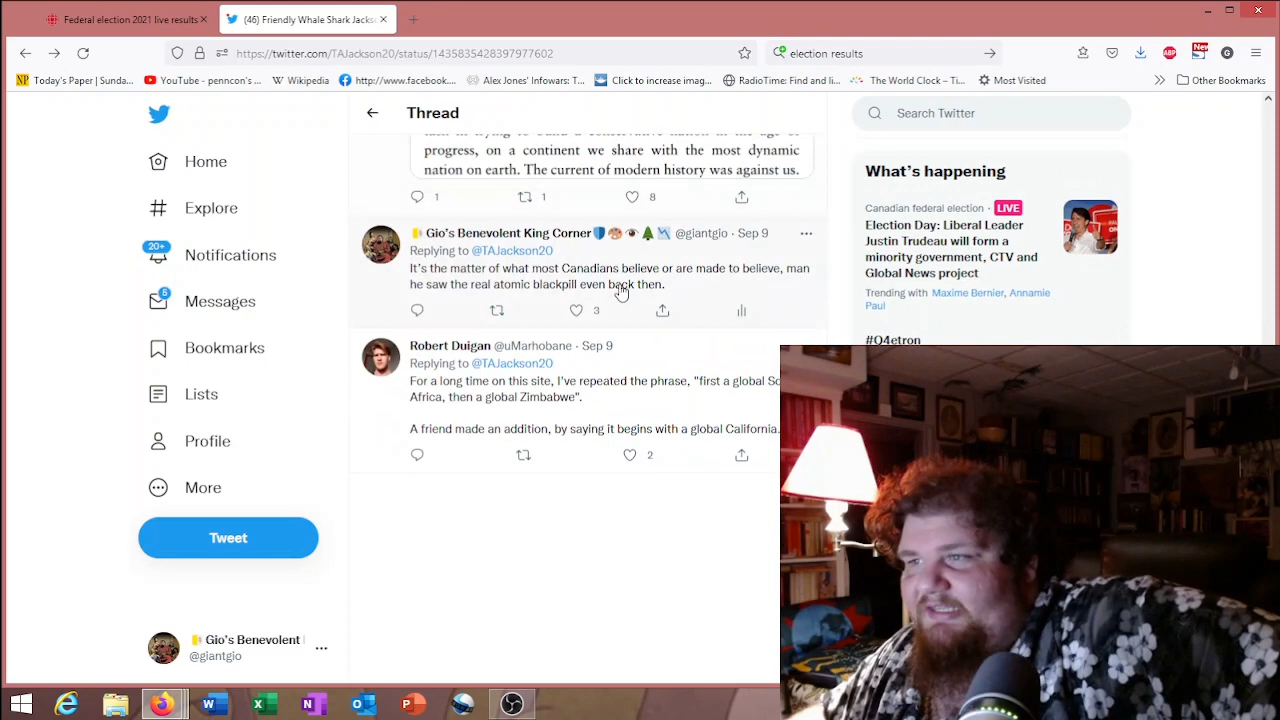 Federal election 2021 live results
(46) Friendly Whale Shark Jacks
https://twitter.com/TAJackson20/status/1435835428397977602
election results
New
ABP
G
NP Today's Paper | Sunda...
YouTube - penncon's...
W Wikipedia
http://www.facebook....
Alex Jones' Infowars: T...
Click to increase imag...
RadioTime: Find and li...
The World Clock – Ti...
Most Visited
Other Bookmarks
Home
Explore
20+
Notifications
6
Messages
Bookmarks
Lists
Profile
More
Tweet
Gio's Benevolent
@giantgio
Thread
progress, on a continent we share with the most dynamic
nation on earth. The current of modern history was against us.
1 1 8
Gio's Benevolent King Corner @giantgio · Sep 9
Replying to @TAJackson20
It's the matter of what most Canadians believe or are made to believe, man
he saw the real atomic blackpill even back then.
3
Robert Duigan @uMarhobane · Sep 9
Replying to @TAJackson20
For a long time on this site, I've repeated the phrase, "first a global So
Africa, then a global Zimbabwe".
A friend made an addition, by saying it begins with a global California.
2
Search Twitter
What's happening
Canadian federal election · LIVE
Election Day: Liberal Leader
Justin Trudeau will form a
minority government, CTV and
Global News project
Trending with Maxime Bernier, Annamie
Paul
#Q4etron